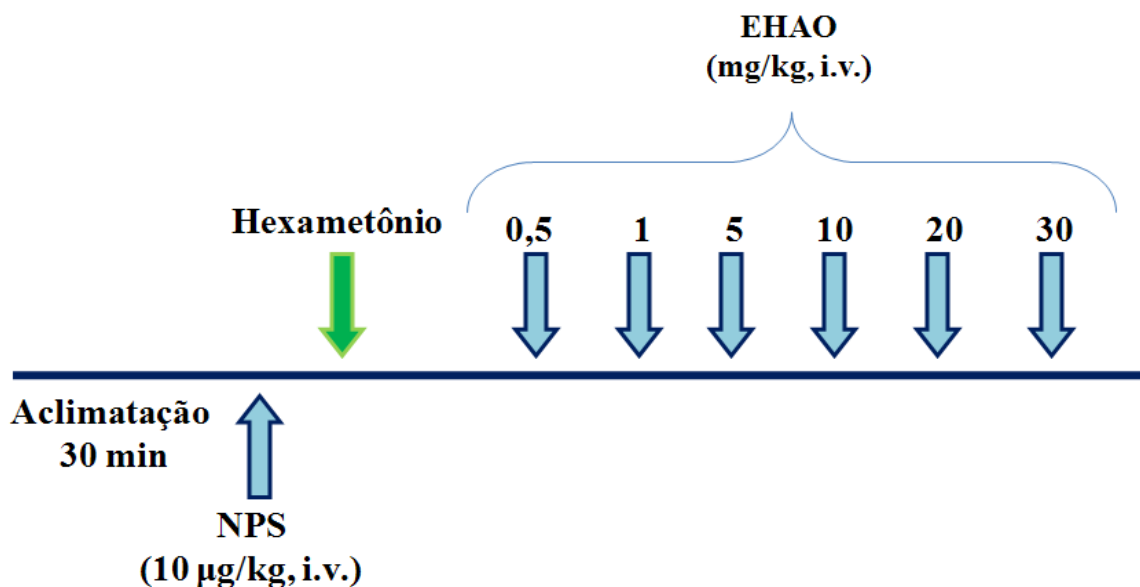 EHAO
(mg/kg, i.v.)
Hexametônio
0,5 1 5 10 20 30
Aclimatação
30 min
NPS
(10 µg/kg, i.v.)